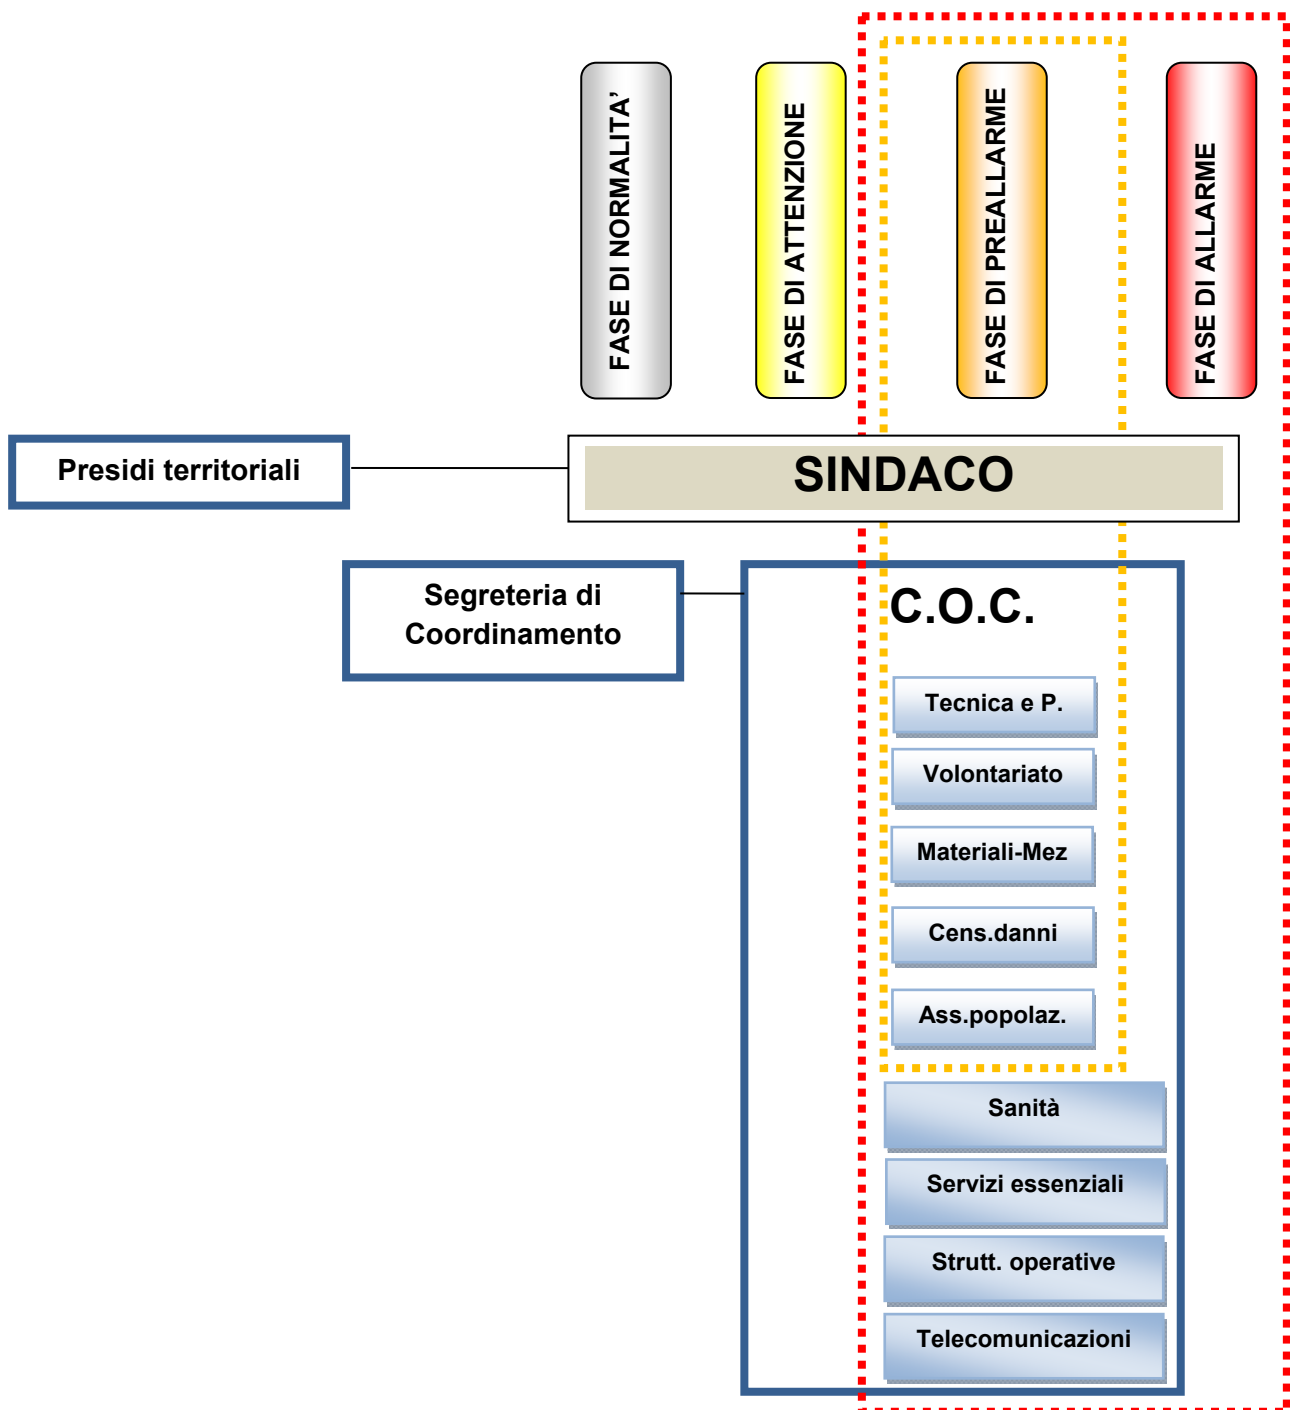 FASE DI NORMALITA’
FASE DI ATTENZIONE
FASE DI PREALLARME
FASE DI ALLARME
Presidi territoriali
SINDACO
Segreteria di
Coordinamento
C.O.C.
Tecnica e P.
Volontariato
Materiali-Mez
Cens.danni
Ass.popolaz.
Sanità
Servizi essenziali
Strutt. operative
Telecomunicazioni